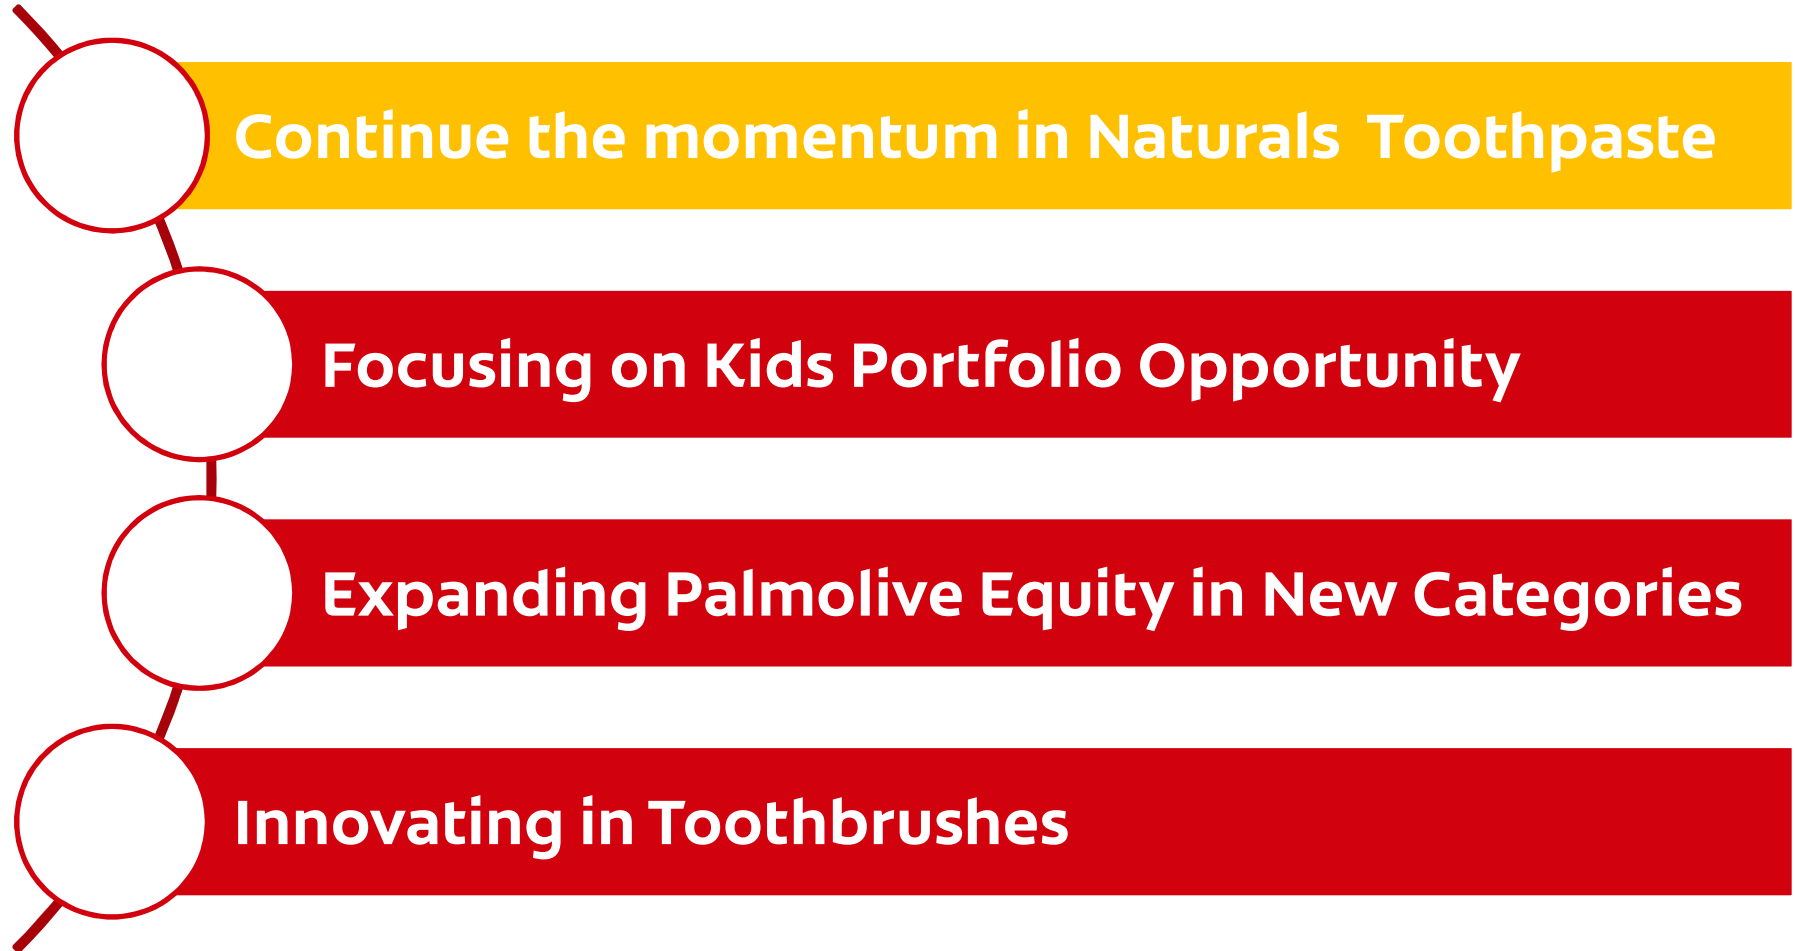 Continue the momentum in Naturals  Toothpaste
Focusing on Kids Portfolio Opportunity
Expanding Palmolive Equity in New Categories
Innovating in Toothbrushes